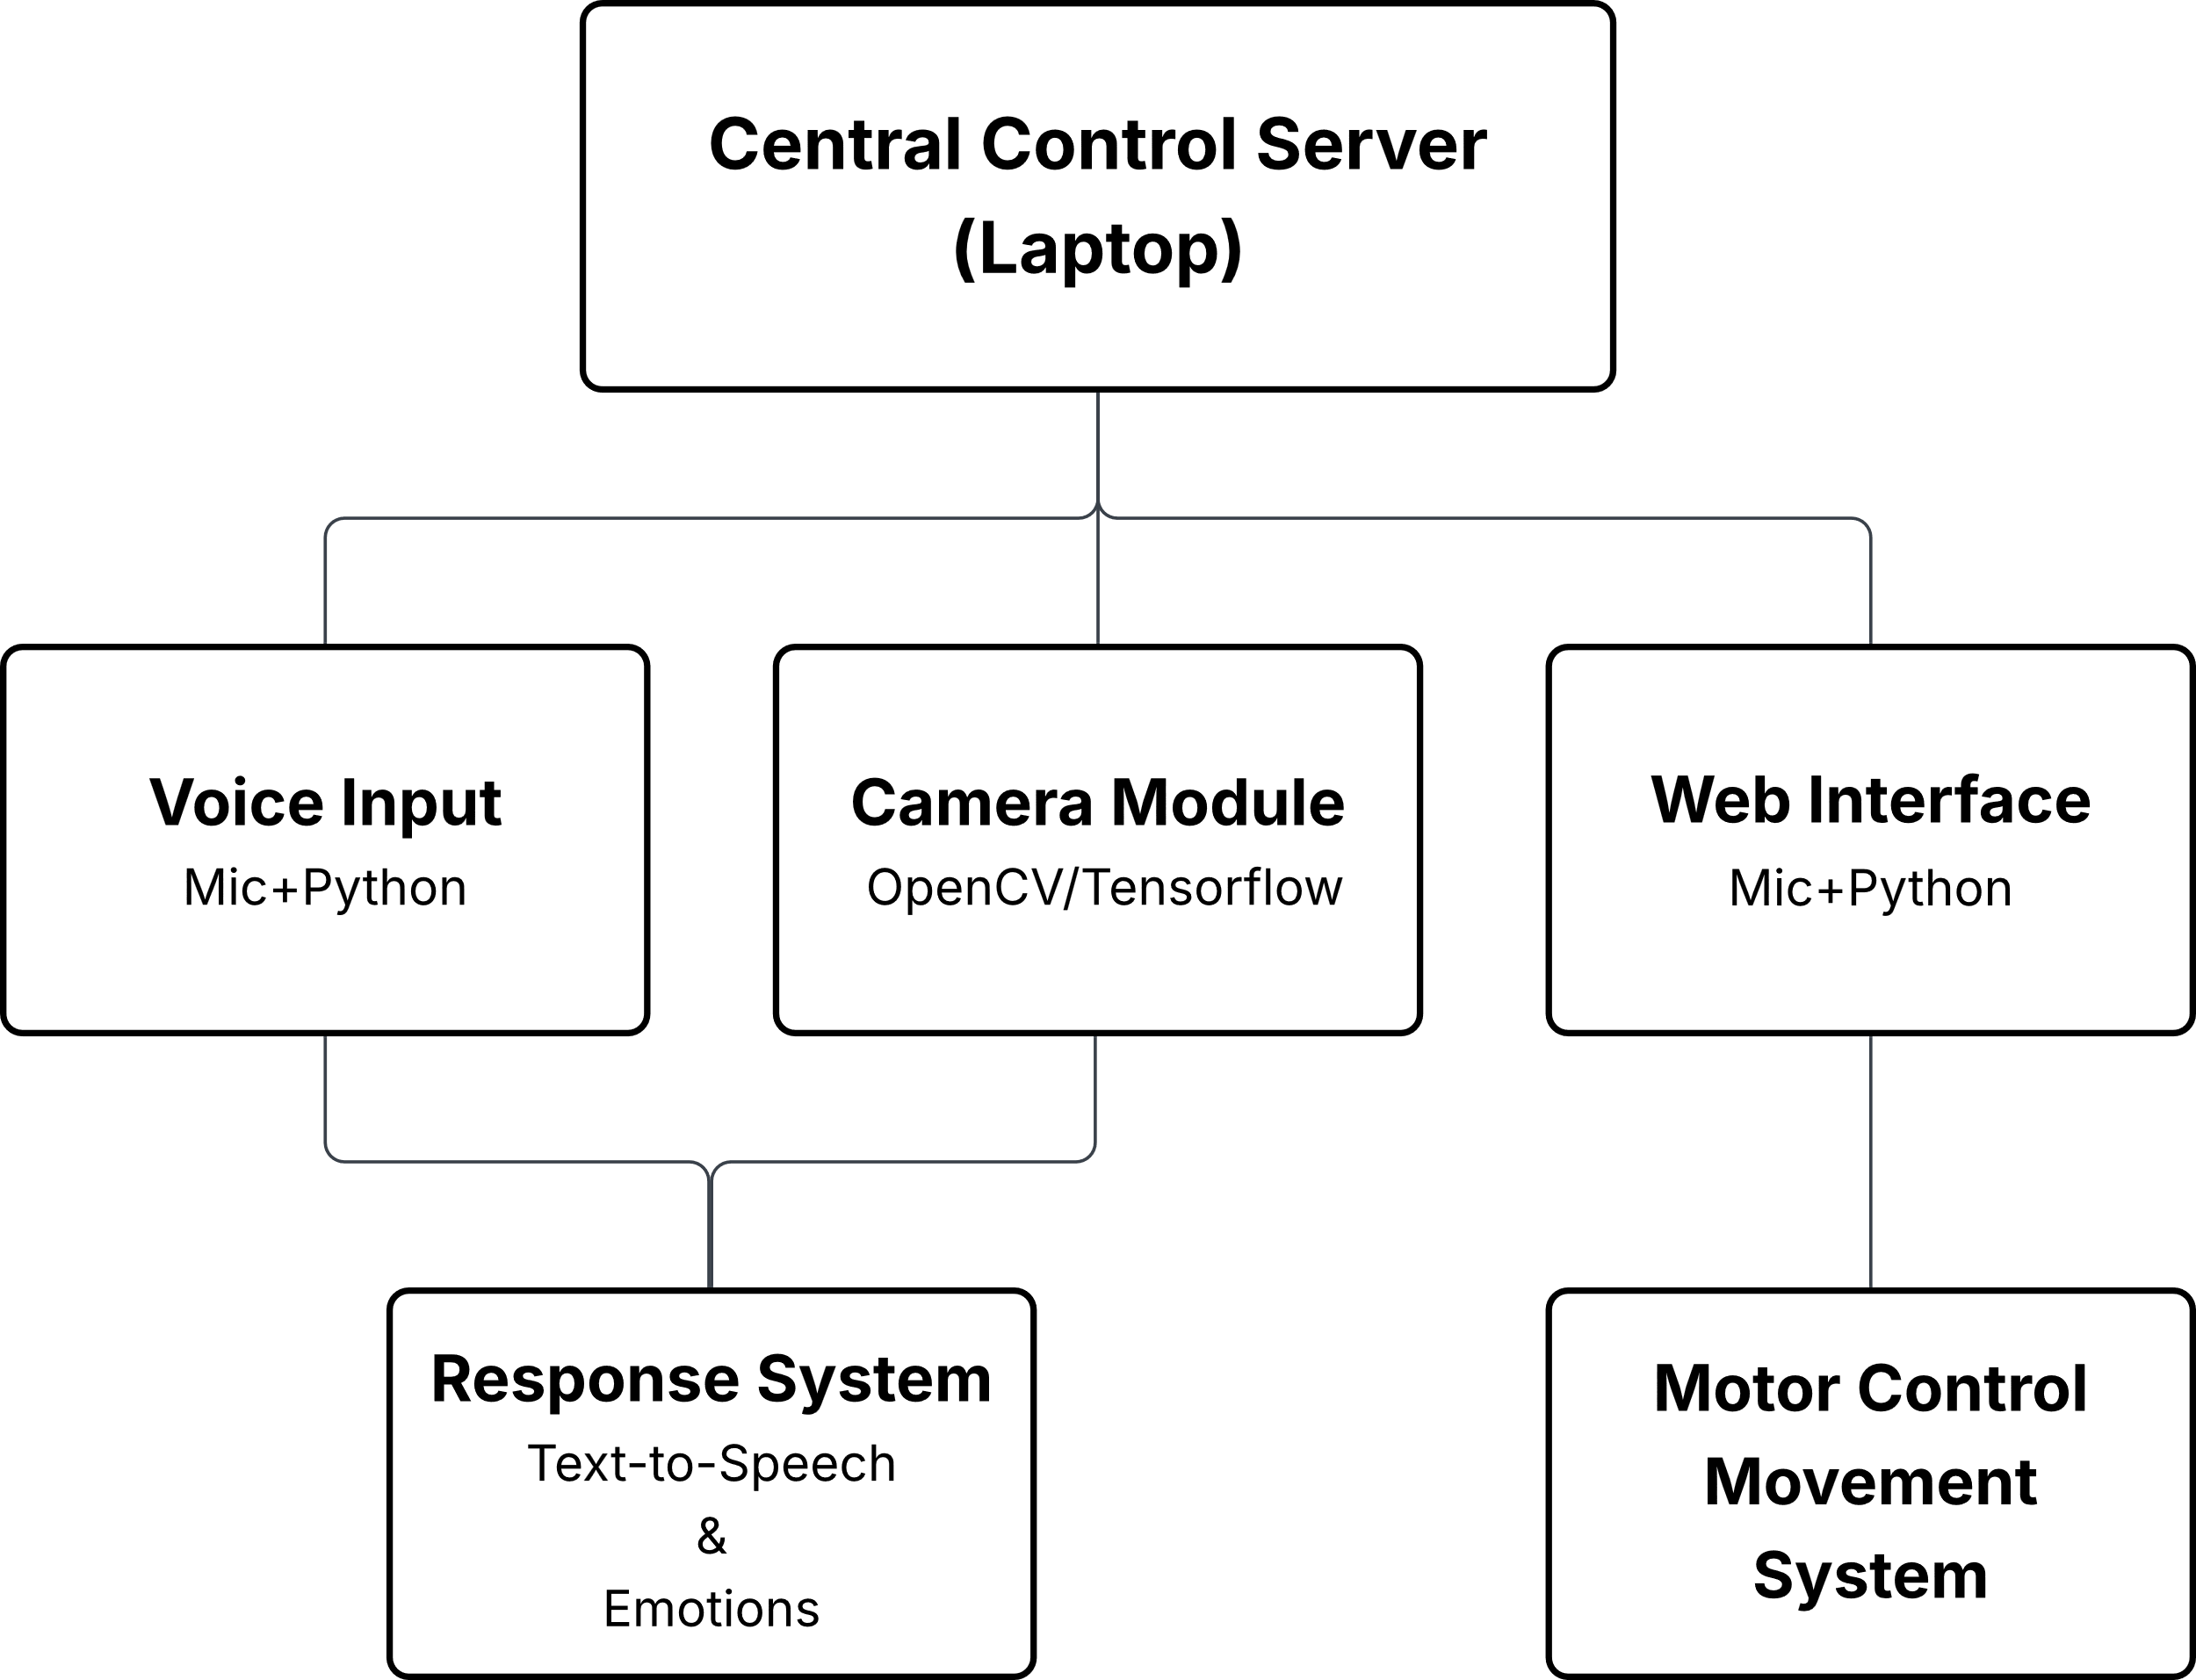 Central Control Server
(Laptop)
Voice Input
Mic+Python
Camera Module
OpenCV/Tensorflow
Web Interface
Mic+Python
Response System
Text-to-Speech
&
Emotions
Motor Control
Movement
System